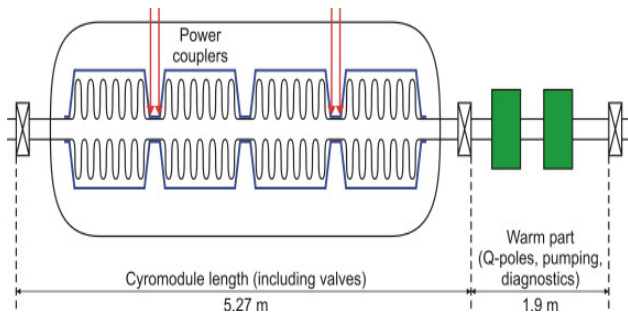 Power
couplers
Warm part
(Q-poles, pumping,
diagnostics)
Cyromodule length (including valves)
5.27 m
1.9 m